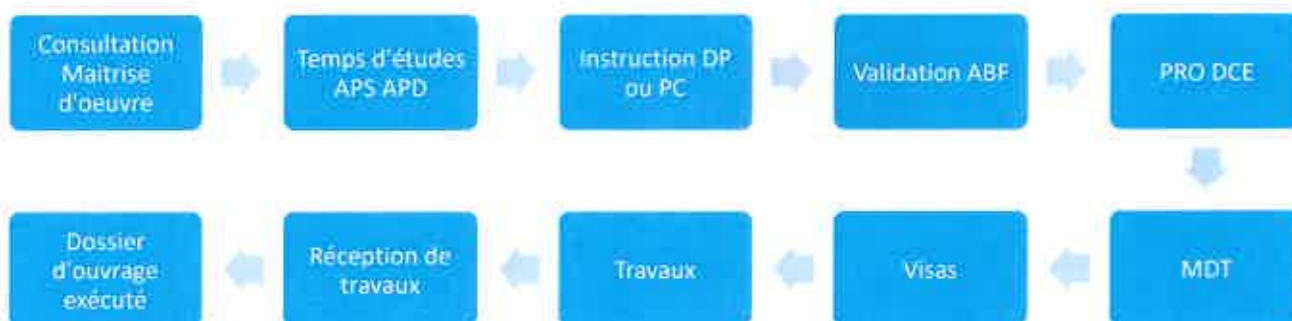 Consultation
Maitrise
d'oeuvre
Temps d'études
APS APD
Instruction DP
ou PC
Validation ABF
PRO DCE
MDT
Visas
Travaux
Réception de
travaux
Dossier
d'ouvrage
exécuté